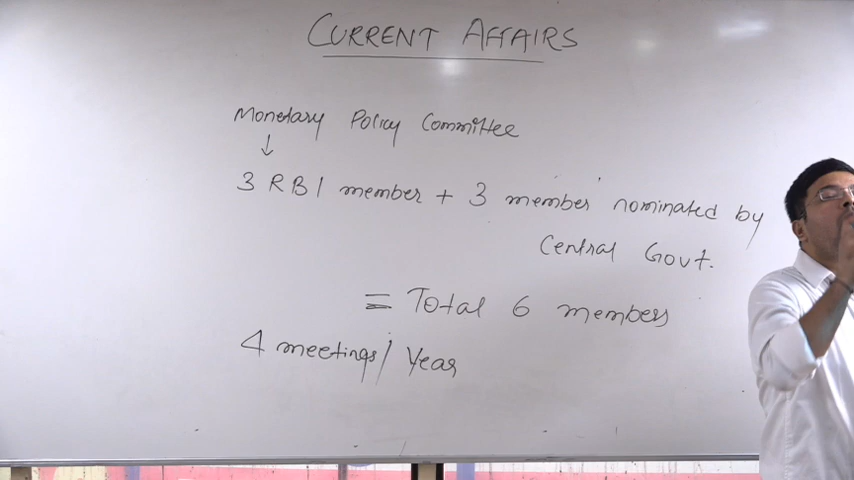 CURRENT AFFAIRS
Monetary Policy Committee
↓
3 RBI member + 3 member nominated by
Central Govt.
= Total 6 members
4 meetings/Year